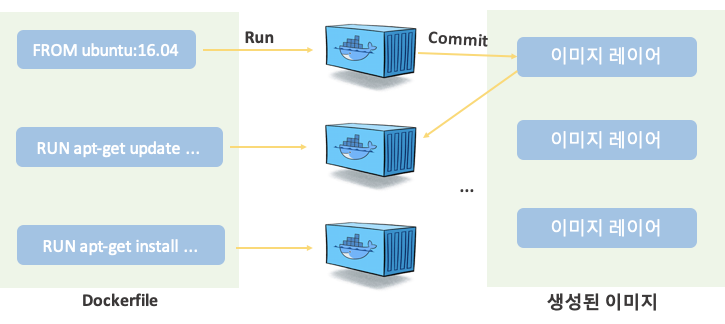 FROM ubuntu:16.04
Run
Commit
이미지 레이어
RUN apt-get update ...
이미지 레이어
...
RUN apt-get install ...
이미지 레이어
Dockerfile
생성된 이미지